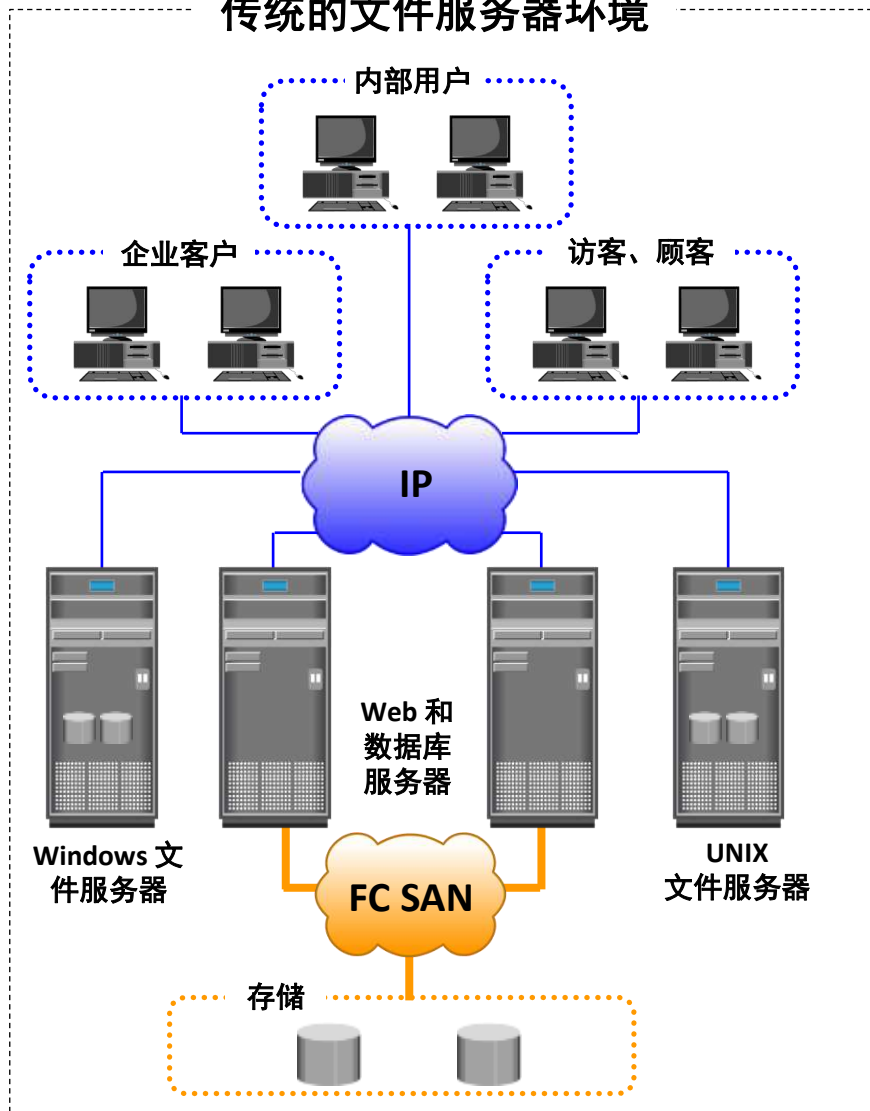 传统的文件服务器环境
内部用户
企业客户
访客、顾客
IP
Web 和
数据库
服务器
Windows 文
件服务器
UNIX
文件服务器
FC SAN
存储